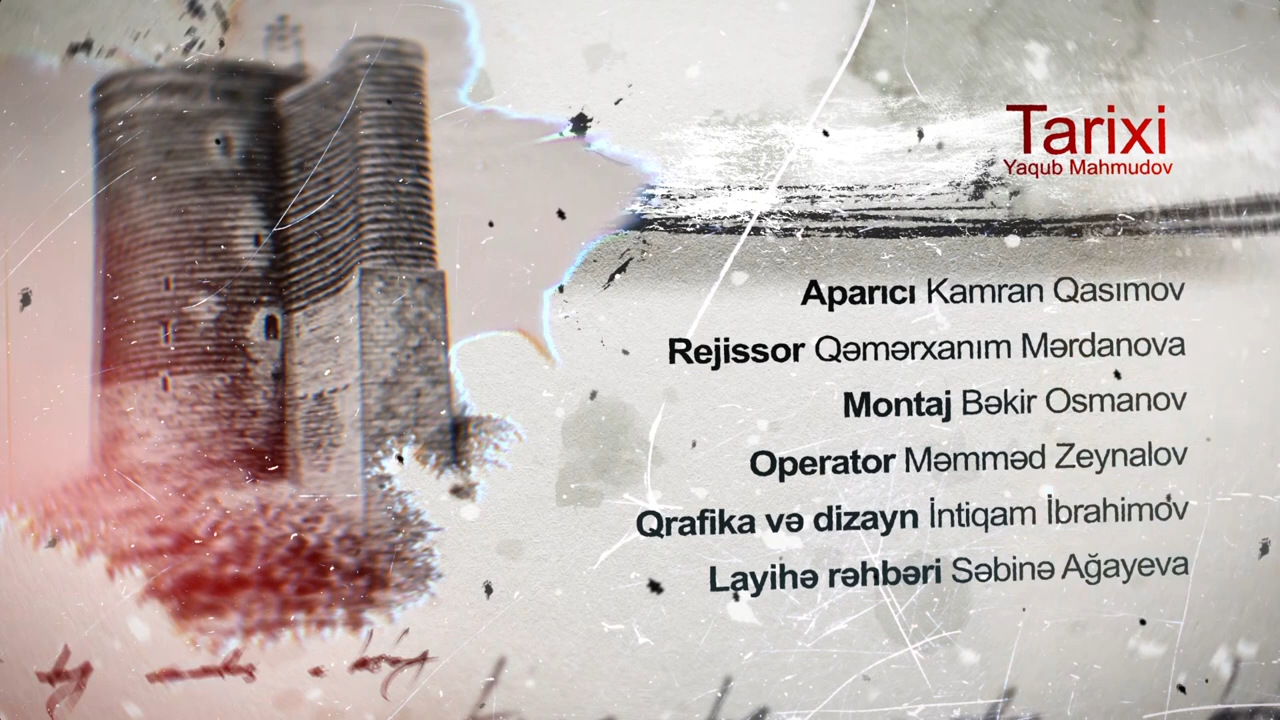 Tarixi
Yaqub Mahmudov
Aparıcı Kamran Qasımov
Rejissor Qəmərxanım Mərdanova
Montaj Bəkir Osmanov
Operator Məmməd Zeynalov
Qrafika və dizayn İntiqam İbrahimov
Layihə rəhbəri Səbinə Ağayeva